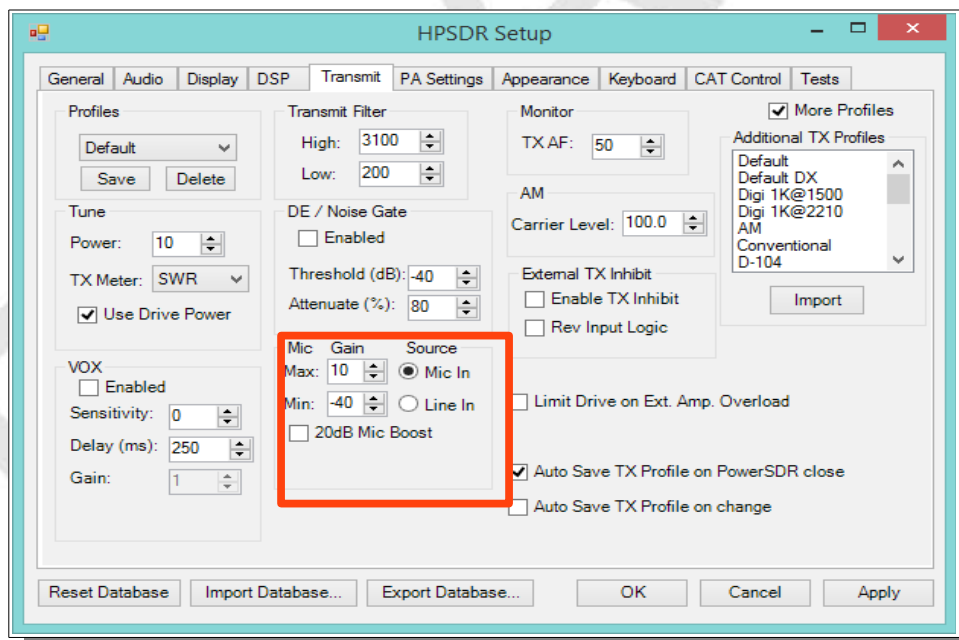 HPSDR Setup
General Audio Display DSP Transmit PA Settings Appearance Keyboard CAT Control Tests
Profiles
Default
Save Delete
Transmit Filter
High: 3100
Low: 200
Monitor
TX AF: 50
More Profiles
Additional TX Profiles
Default
Default DX
Digi 1K@1500
Digi 1K@2210
AM
Conventional
D-104
Import
Tune
Power: 10
TX Meter: SWR
Use Drive Power
DE / Noise Gate
Enabled
Threshold (dB): -40
Attenuate (%): 80
AM
Carrier Level: 100.0
External TX Inhibit
Enable TX Inhibit
Rev Input Logic
VOX
Enabled
Sensitivity: 0
Delay (ms): 250
Gain: 1
Mic Gain Source
Max: 10 Mic In
Min: -40 Line In
20dB Mic Boost
Limit Drive on Ext. Amp. Overload
Auto Save TX Profile on PowerSDR close
Auto Save TX Profile on change
Reset Database Import Database... Export Database... OK Cancel Apply